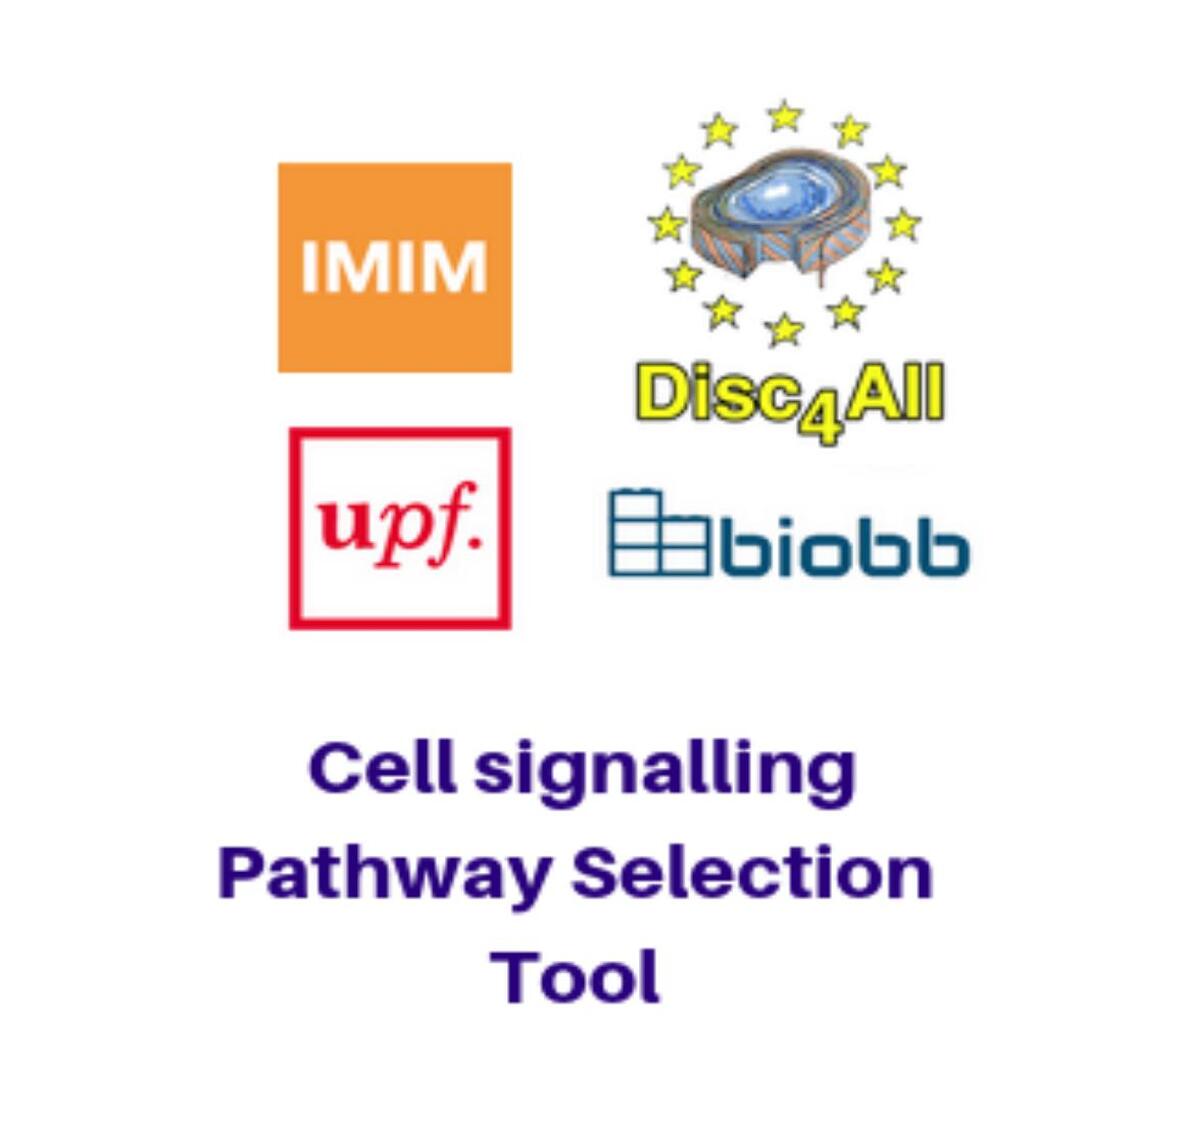 IMIM
Disc4All
upf.
biobb
Cell signalling
Pathway Selection
Tool